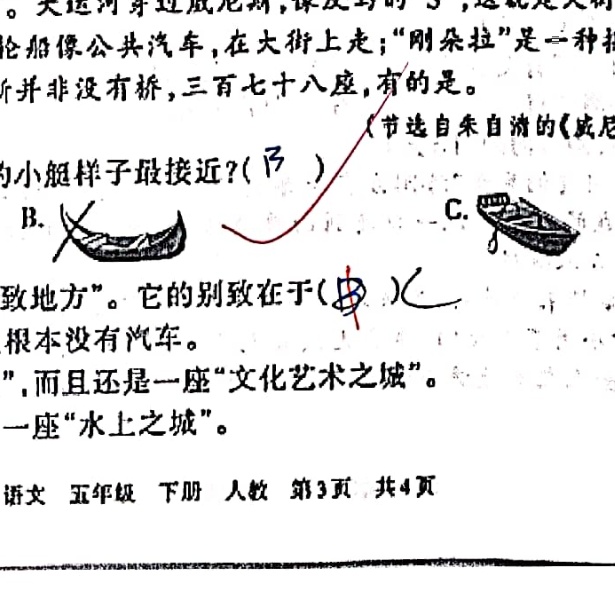 。大运河穿过威尼斯,像反写的"S",这就是大街
轮船像公共汽车,在大街上走;“刚朵拉”是一种
斯并非没有桥,三百七十八座,有的是。
(节选自朱自清的《威尼
的小艇样子最接近?( B )
B. C.
致地方”。它的别致在于( B )C
根本没有汽车。
”,而且还是一座“文化艺术之城”。
一座“水上之城”。
语文 五年级 下册 人教 第3页 共4页